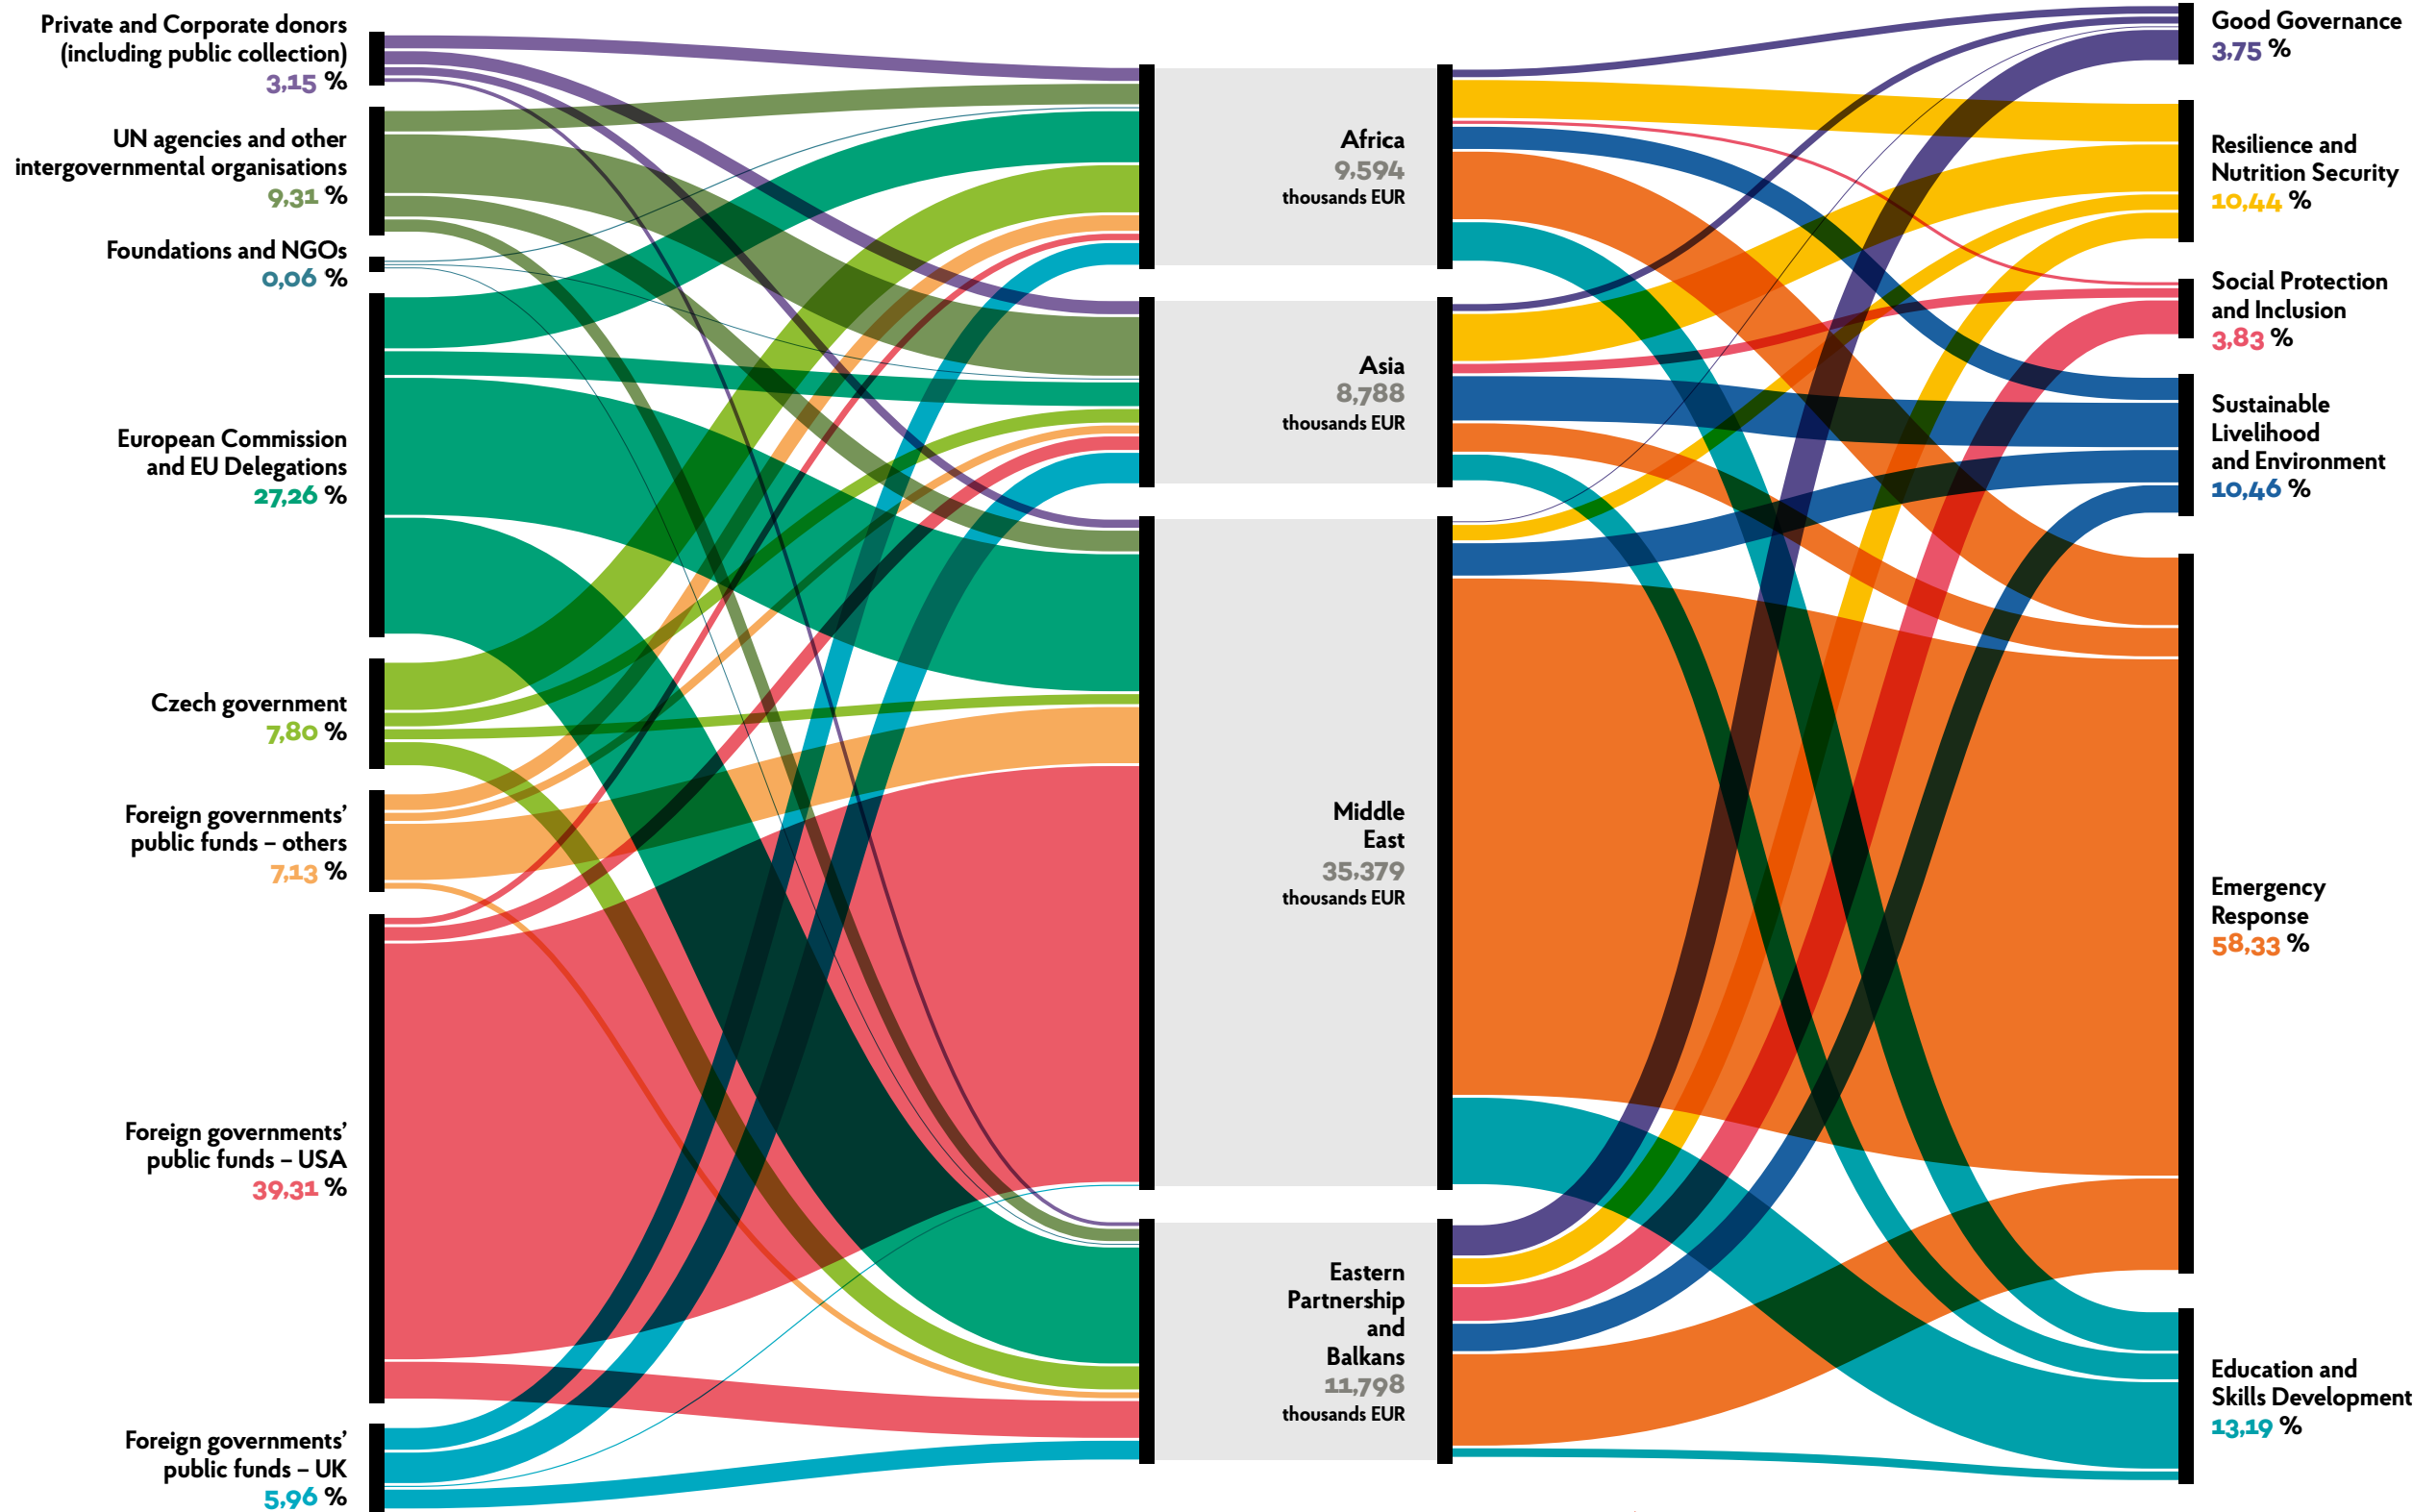 Private and Corporate donors
(including public collection)
3,15 %
UN agencies and other
intergovernmental organisations
9,31 %
Foundations and NGOs
0,06 %
European Commission
and EU Delegations
27,26 %
Czech government
7,80 %
Foreign governments’
public funds – others
7,13 %
Foreign governments’
public funds – USA
39,31 %
Foreign governments’
public funds – UK
5,96 %
Africa
9,594
thousands EUR
Asia
8,788
thousands EUR
Middle
East
35,379
thousands EUR
Eastern
Partnership
and
Balkans
11,798
thousands EUR
Good Governance
3,75 %
Resilience and
Nutrition Security
10,44 %
Social Protection
and Inclusion
3,83 %
Sustainable
Livelihood
and Environment
10,46 %
Emergency
Response
58,33 %
Education and
Skills Development
13,19 %